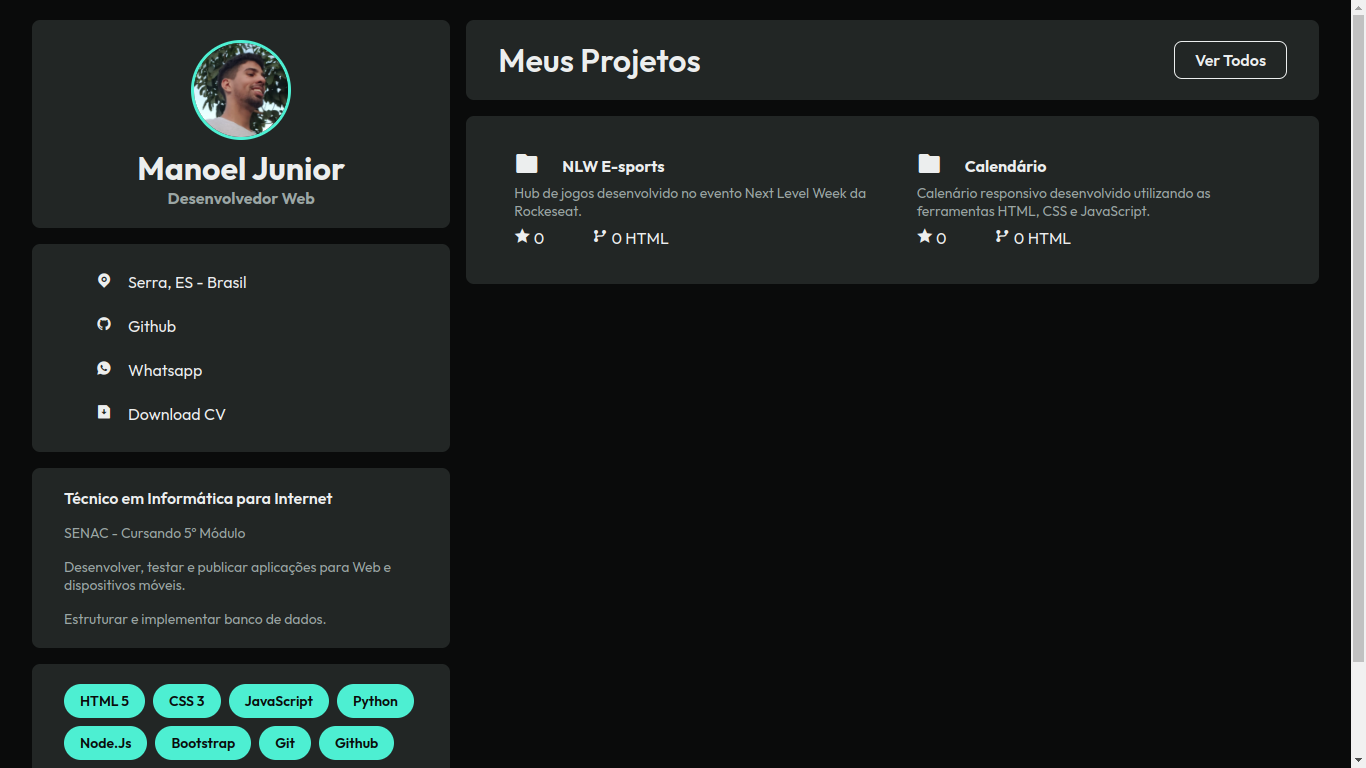 Manoel Junior
Desenvolvedor Web
Serra, ES - Brasil
Github
Whatsapp
Download CV
Técnico em Informática para Internet
SENAC - Cursando 5º Módulo
Desenvolver, testar e publicar aplicações para Web e
dispositivos móveis.
Estruturar e implementar banco de dados.
HTML 5 CSS 3 JavaScript Python
Node.Js Bootstrap Git Github
Meus Projetos
Ver Todos
NLW E-sports
Hub de jogos desenvolvido no evento Next Level Week da
Rockeseat.
0 0 HTML
Calendário
Calenário responsivo desenvolvido utilizando as
ferramentas HTML, CSS e JavaScript.
0 0 HTML